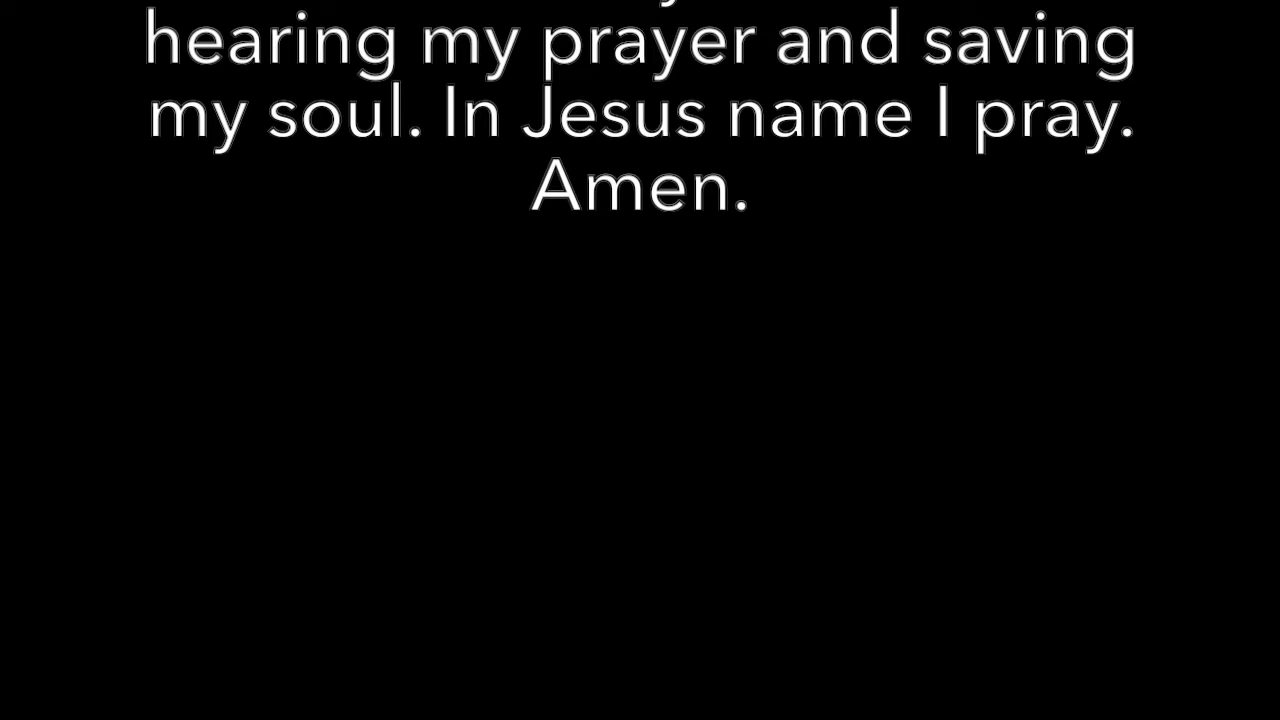 hearing my prayer and saving
my soul. In Jesus name I pray.
Amen.